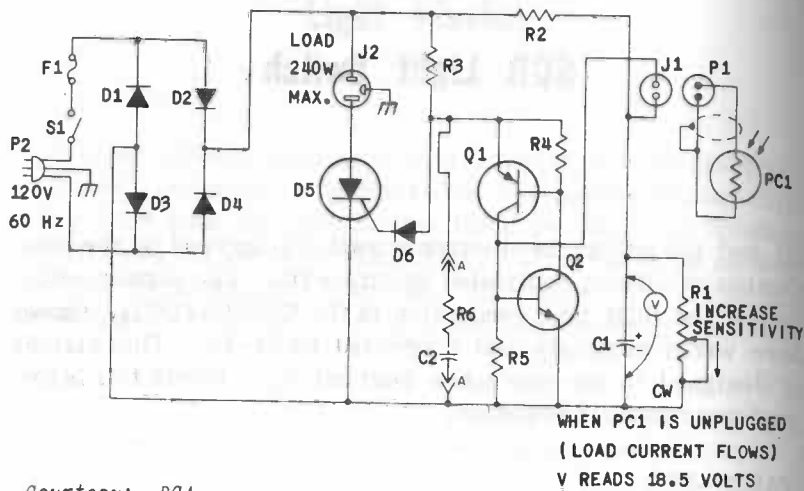 LOAD
240W
MAX.
J2
R2
R3
J1
P1
F1
D1
D2
S1
P2
120V
60 Hz
D3
D4
D5
D6
Q1
R4
PC1
Q2
A
R6
C2
A
R5
C1
+
V
R1
INCREASE
SENSITIVITY
CW
WHEN PC1 IS UNPLUGGED
(LOAD CURRENT FLOWS)
V READS 18.5 VOLTS